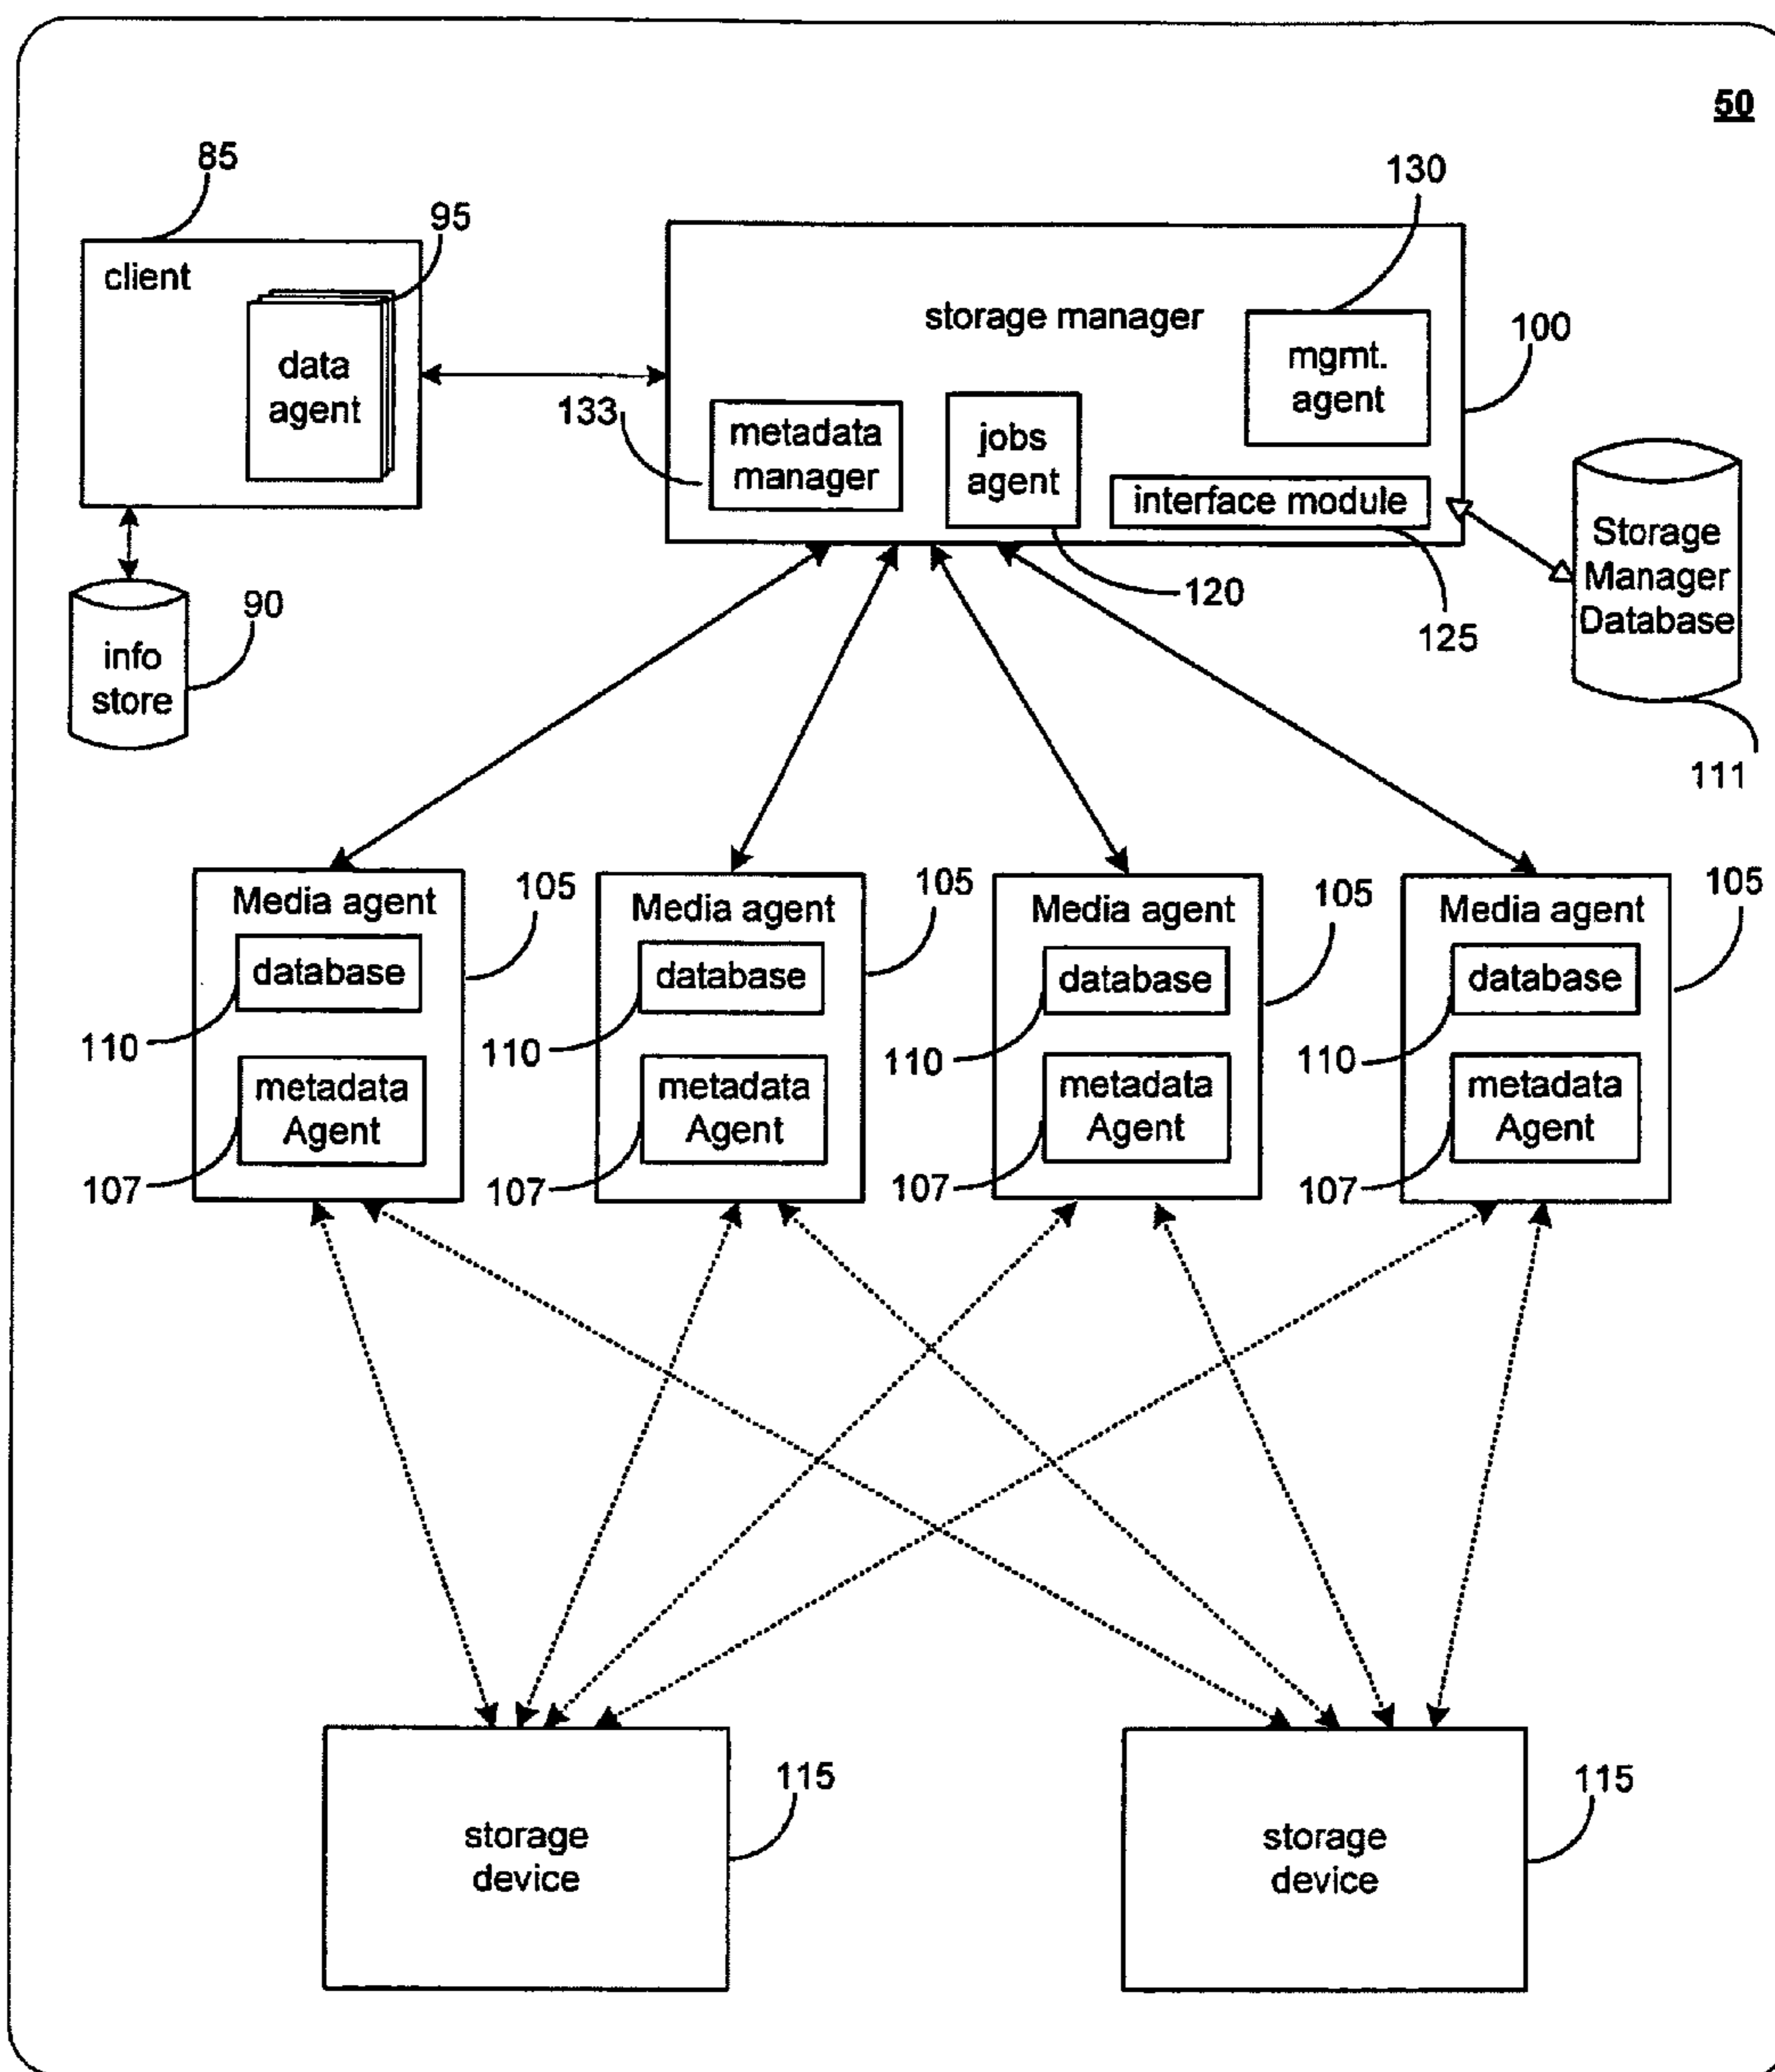 50
85
130
95
client
storage manager
100
data
agent
mgmt.
agent
133
metadata
manager
jobs
agent
interface module
Storage
Manager
Database
90
120
125
info
store
111
Media agent
105
Media agent
105
Media agent
105
Media agent
105
database
database
database
database
110
110
110
110
metadata
Agent
metadata
Agent
metadata
Agent
metadata
Agent
107
107
107
107
115
115
storage
device
storage
device